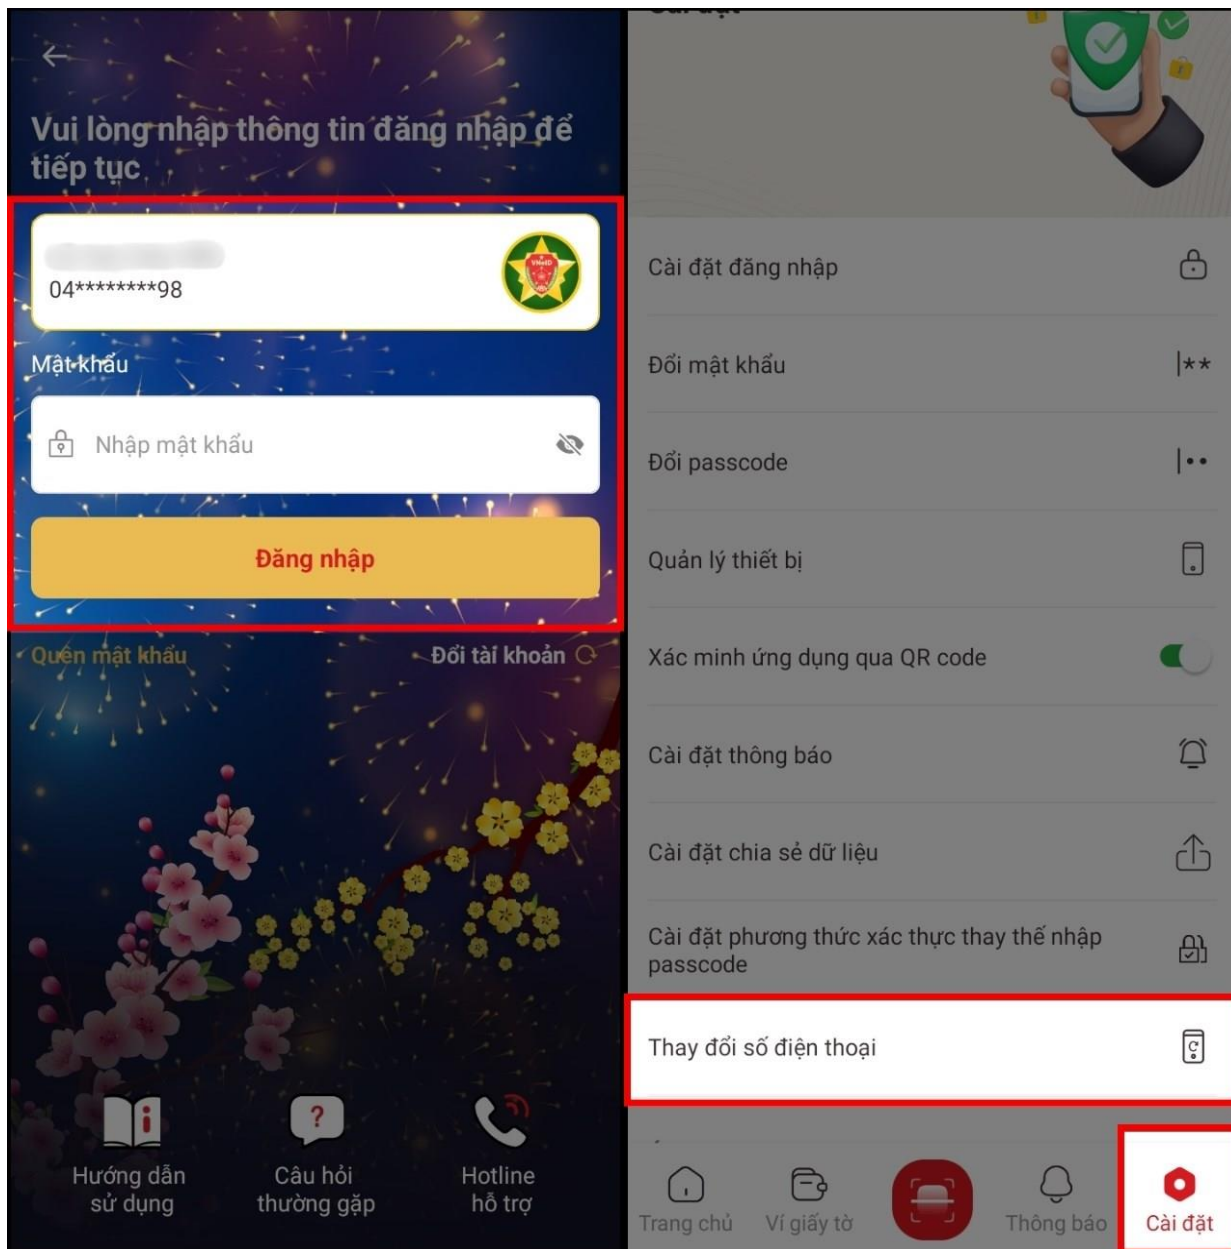 Vui lòng nhập thông tin đăng nhập để
tiếp tục
04********98
VNeID
Mật khẩu
Nhập mật khẩu
Đăng nhập
Quên mật khẩu
Đổi tài khoản
Hướng dẫn
sử dụng
?
Câu hỏi
thường gặp
Hotline
hỗ trợ
Cài đặt
Cài đặt đăng nhập
Đổi mật khẩu
|**
Đổi passcode
Quản lý thiết bị
Xác minh ứng dụng qua QR code
Cài đặt thông báo
Cài đặt chia sẻ dữ liệu
Cài đặt phương thức xác thực thay thế nhập
passcode
Thay đổi số điện thoại
Trang chủ
Ví giấy tờ
Thông báo
Cài đặt